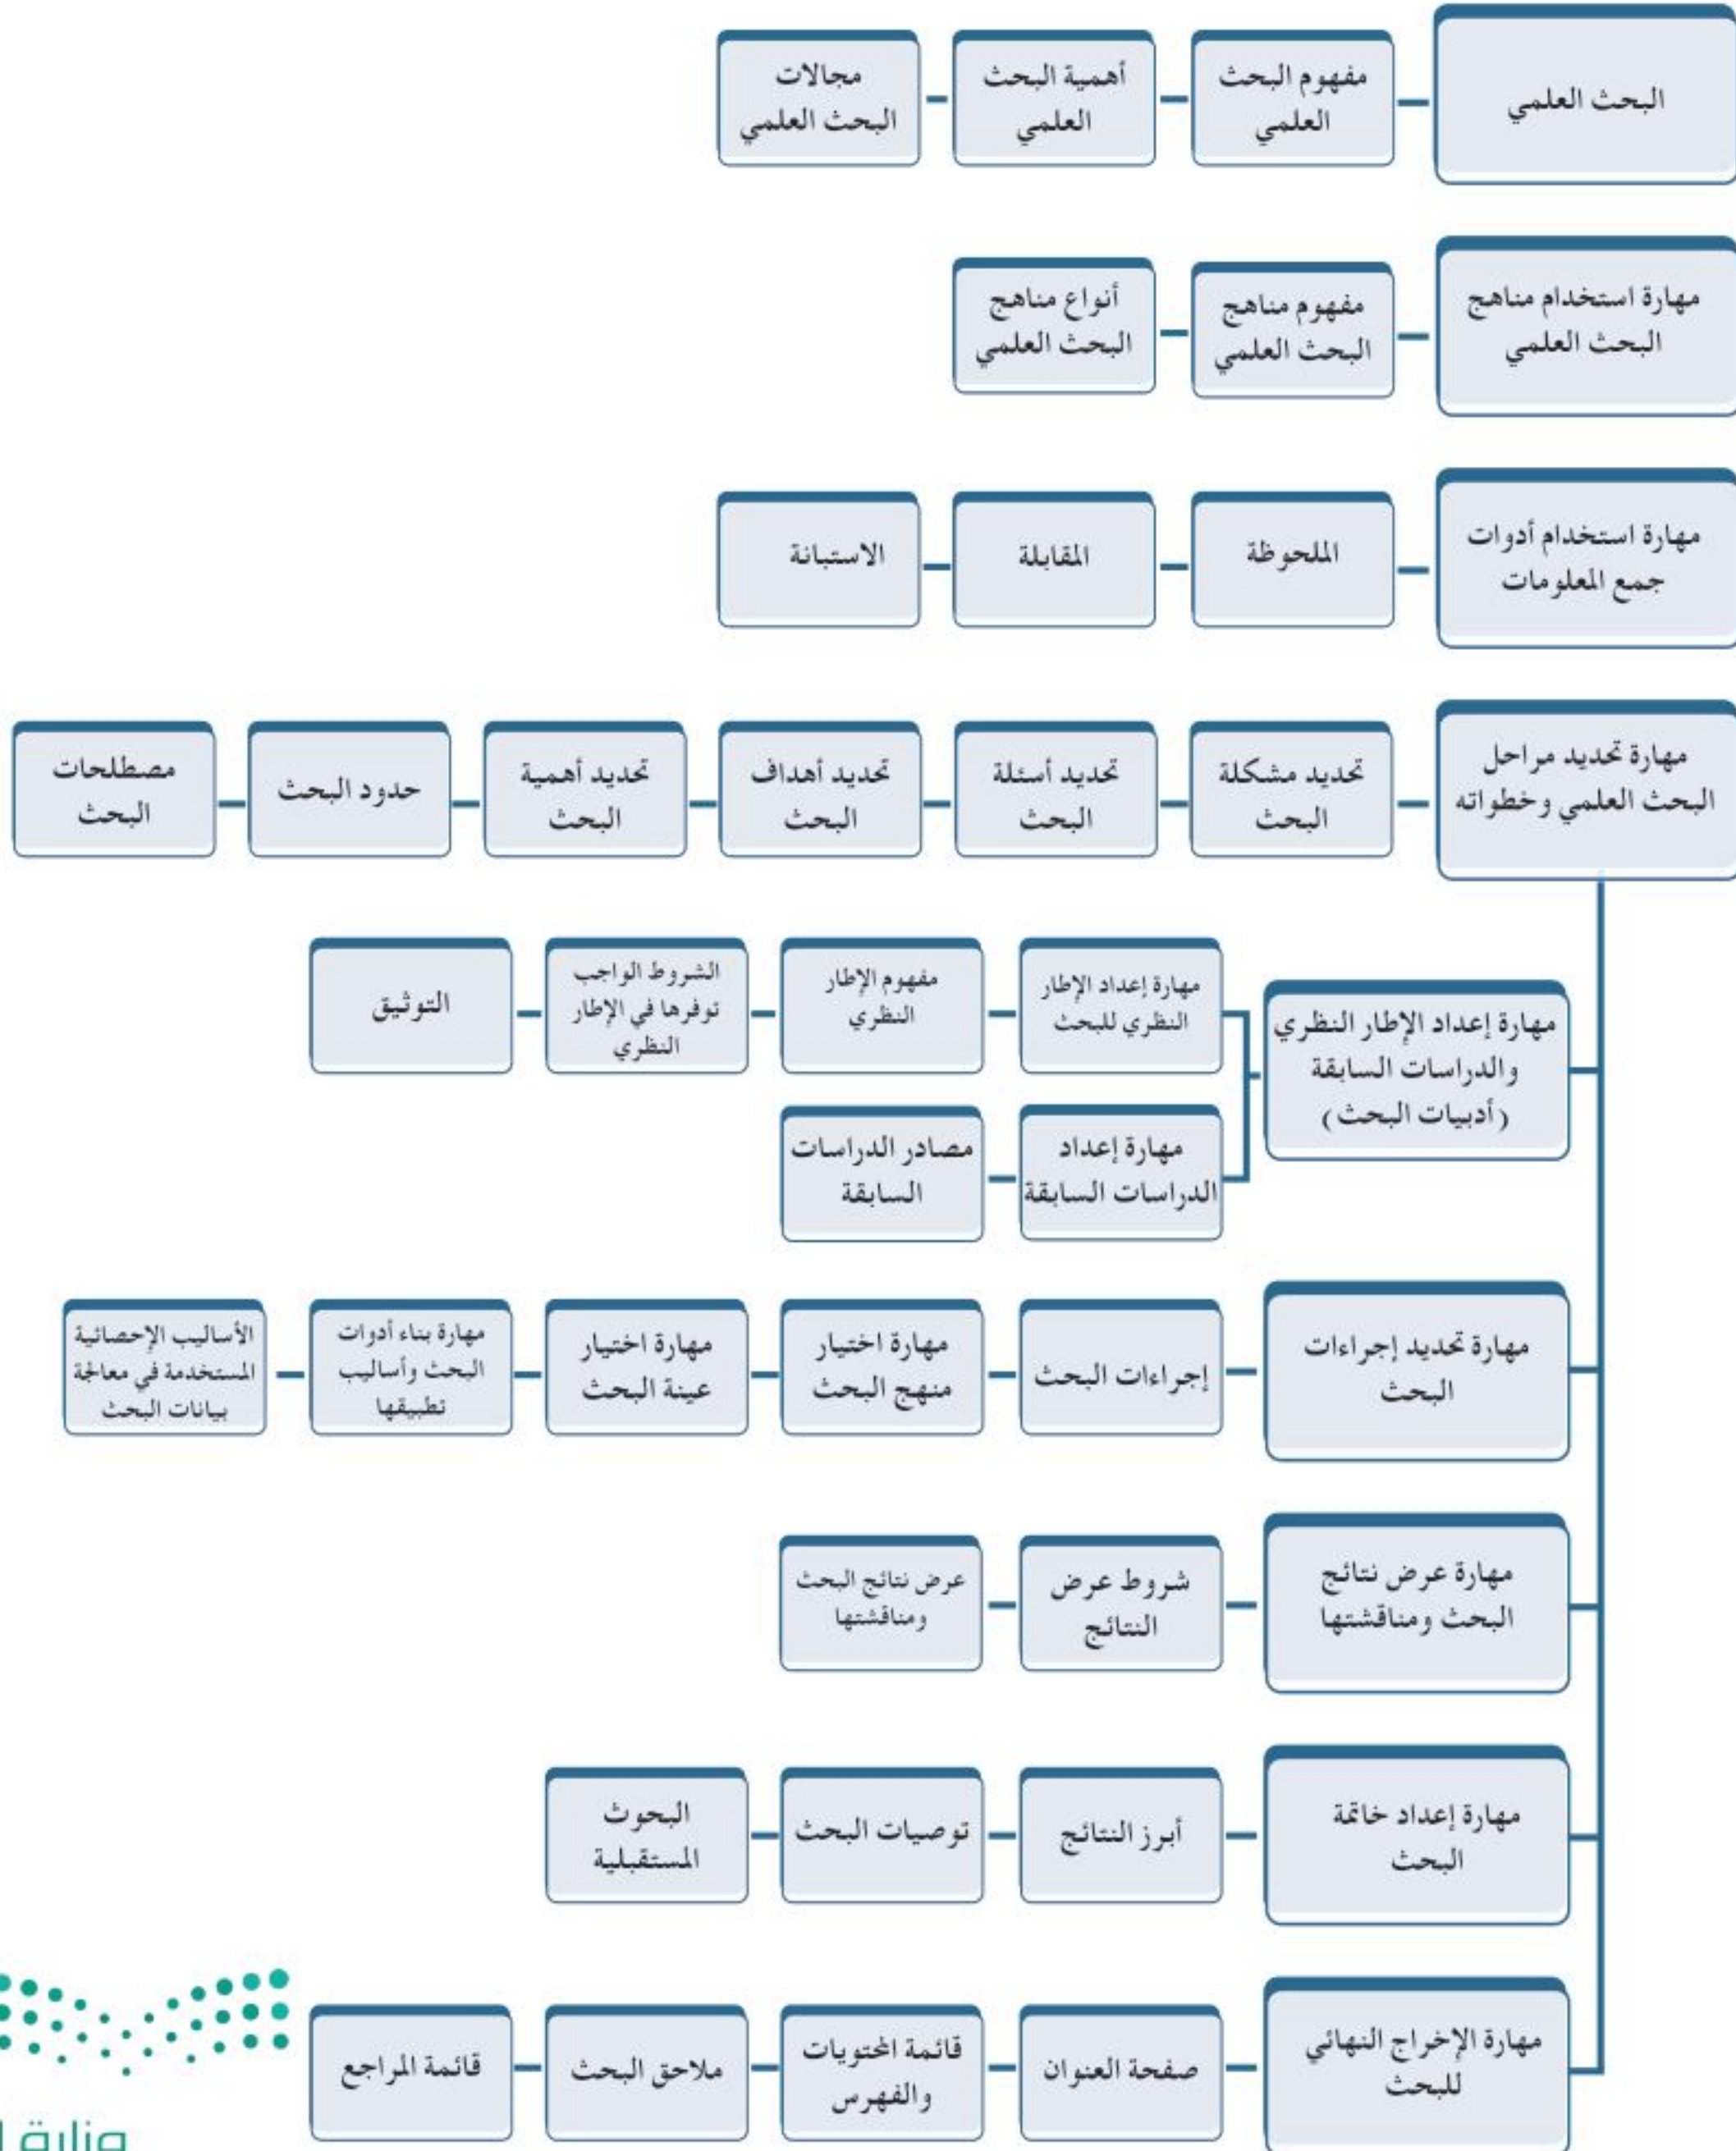 البحث العلمي
مفهوم البحث
العلمي
أهمية البحث
العلمي
مجالات
البحث العلمي
مهارة استخدام مناهج
البحث العلمي
مفهوم مناهج
البحث العلمي
أنواع مناهج
البحث العلمي
مهارة استخدام أدوات
جمع المعلومات
الملحوظة
المقابلة
الاستبانة
مهارة تحديد مراحل
البحث العلمي وخطواته
تحديد مشكلة
البحث
تحديد أسئلة
البحث
تحديد أهداف
البحث
تحديد أهمية
البحث
حدود البحث
مصطلحات
البحث
مهارة إعداد الإطار النظري
والدراسات السابقة
(أدبيات البحث)
مهارة إعداد الإطار
النظري للبحث
مفهوم الإطار
النظري
الشروط الواجب
توفرها في الإطار
النظري
التوثيق
مهارة إعداد
الدراسات السابقة
مصادر الدراسات
السابقة
مهارة تحديد إجراءات
البحث
إجراءات البحث
مهارة اختيار
منهج البحث
مهارة اختيار
عينة البحث
مهارة بناء أدوات
البحث وأساليب
تطبيقها
الأساليب الإحصائية
المستخدمة في معالجة
بيانات البحث
مهارة عرض نتائج
البحث ومناقشتها
شروط عرض
النتائج
عرض نتائج البحث
ومناقشتها
مهارة إعداد خاتمة
البحث
أبرز النتائج
توصيات البحث
البحوث
المستقبلية
مهارة الإخراج النهائي
للبحث
صفحة العنوان
قائمة المحتويات
والفهرس
ملاحق البحث
قائمة المراجع
وزارة